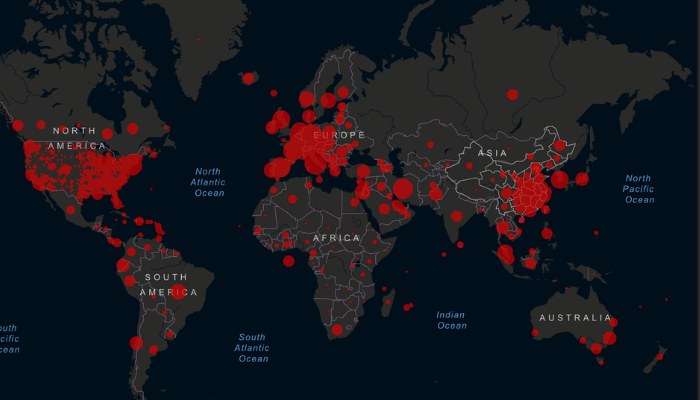 NORTH
AMERICA
EUROPE
ASIA
North
Atlantic
Ocean
North
Pacific
Ocean
AFRICA
SOUTH
AMERICA
Indian
Ocean
AUSTRALIA
South
Atlantic
Ocean
outh
cific
cean